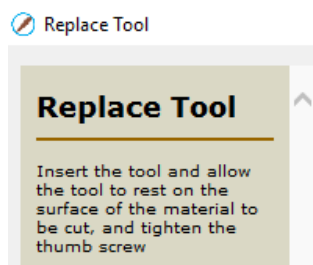 Replace Tool
Replace Tool
Insert the tool and allow
the tool to rest on the
surface of the material to
be cut, and tighten the
thumb screw